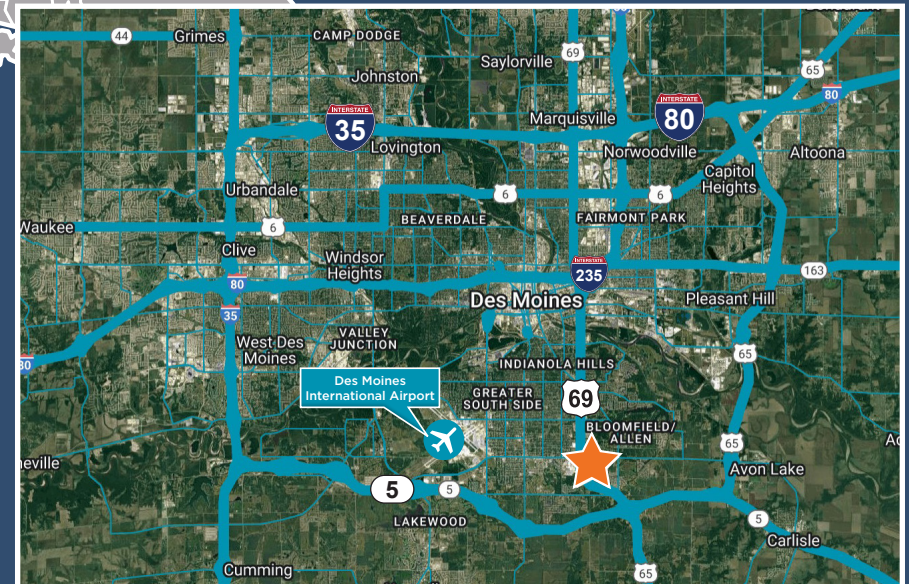 44
Grimes
CAMP DODGE
Johnston
Saylorville
69
65
80
INTERSTATE
35
Lovington
Marquisville
INTERSTATE
80
Norwoodville
Altoona
Capitol
Heights
Urbandale
6
6
Waukee
6
BEAVERDALE
FAIRMONT PARK
Clive
Windsor
Heights
INTERSTATE
235
163
80
Des Moines
Pleasant Hill
35
West Des
Moines
VALLEY
JUNCTION
65
INDIANOLA HILLS
Des Moines
International Airport
GREATER
SOUTH SIDE
69
BLOOMFIELD/
ALLEN
65
Avon Lake
5
5
LAKEWOOD
5
Carlisle
Cumming
65